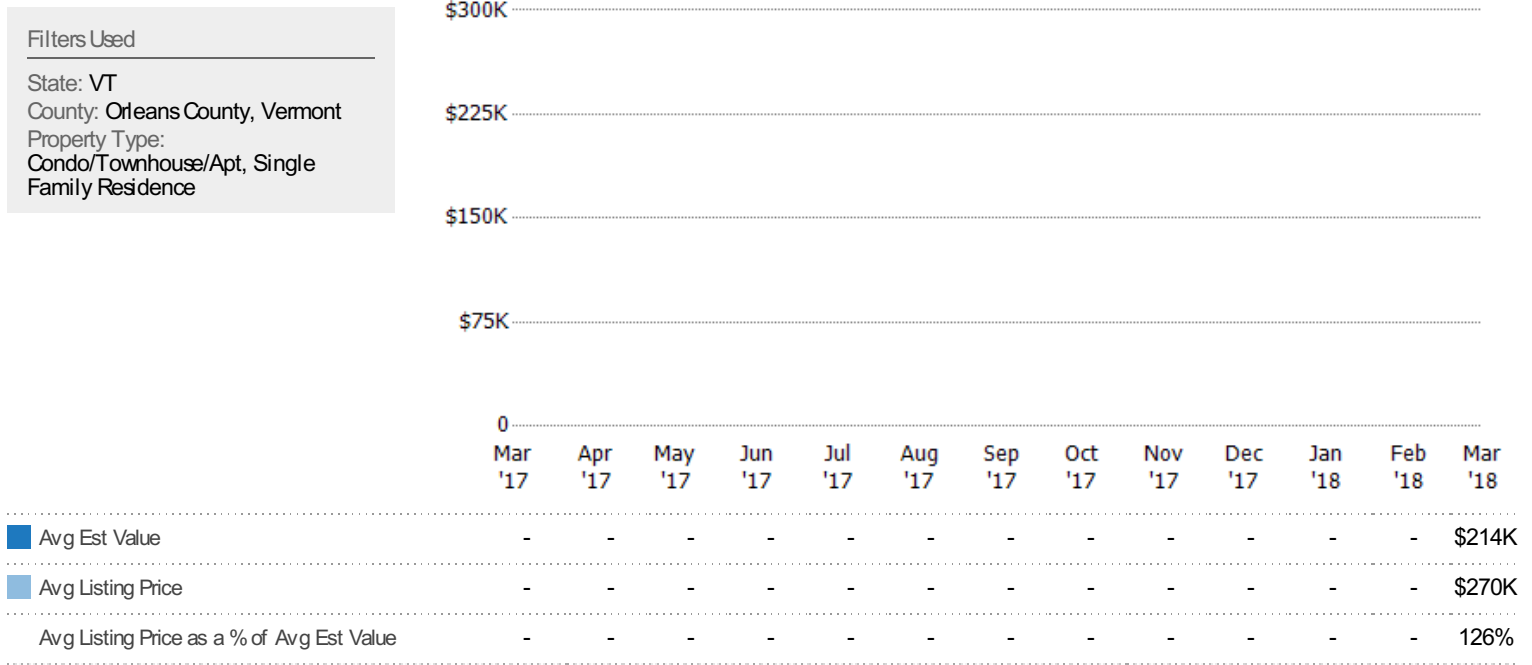 Filters Used
State: VT
County: Orleans County, Vermont
Property Type:
Condo/Townhouse/Apt, Single
Family Residence
$300K
$225K
$150K
$75K
0
Mar Apr May Jun Jul Aug Sep Oct Nov Dec Jan Feb Mar
'17 '17 '17 '17 '17 '17 '17 '17 '17 '17 '18 '18 '18
Avg Est Value - - - - - - - - - - - - $214K
Avg Listing Price - - - - - - - - - - - - $270K
Avg Listing Price as a % of Avg Est Value - - - - - - - - - - - - 126%